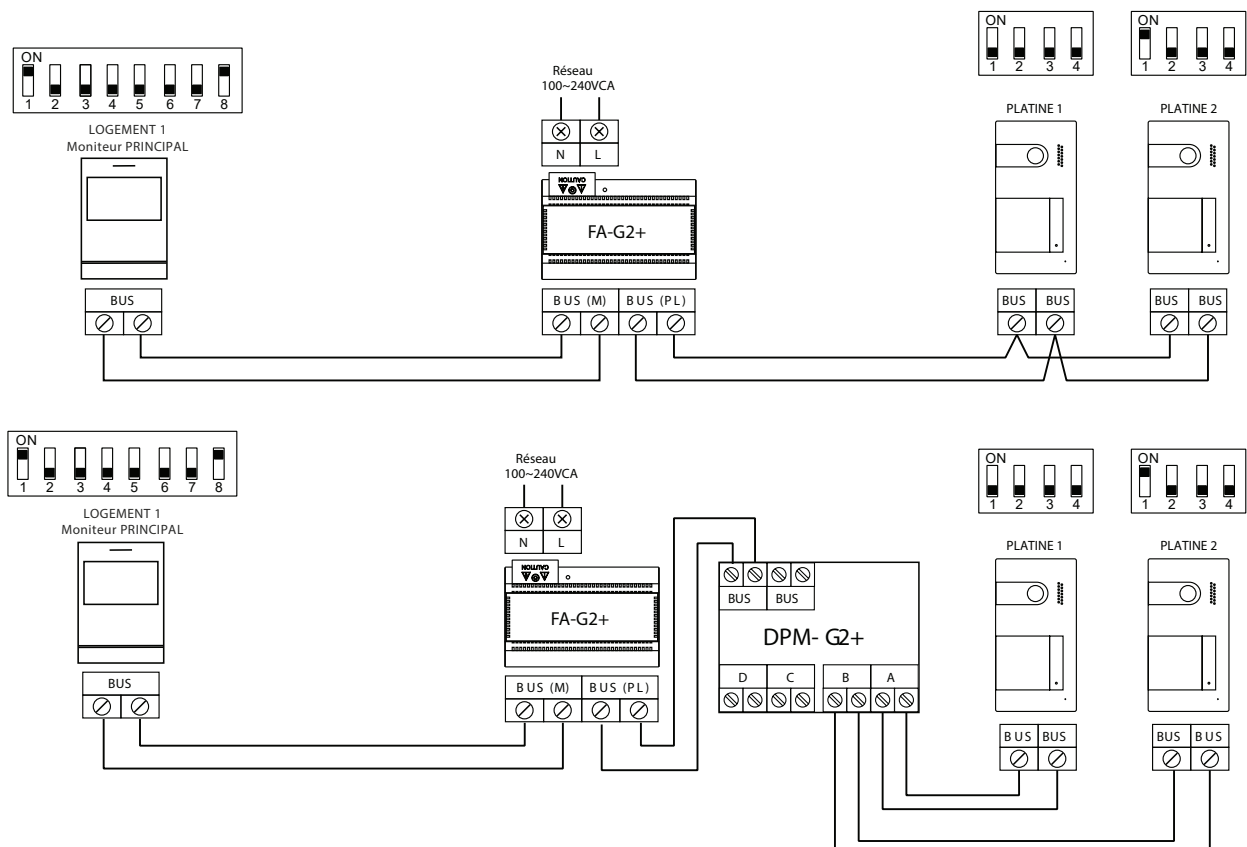 ON
1 2 3 4 5 6 7 8
LOGEMENT 1
Moniteur PRINCIPAL
BUS
Réseau
100~240VCA
N L
CAUTION
FA-G2+
BUS (M) BUS (PL)
ON
1 2 3 4
PLATINE 1
BUS BUS
ON
1 2 3 4
PLATINE 2
BUS BUS
ON
1 2 3 4 5 6 7 8
LOGEMENT 1
Moniteur PRINCIPAL
BUS
Réseau
100~240VCA
N L
CAUTION
FA-G2+
BUS (M) BUS (PL)
BUS BUS
DPM- G2+
D C B A
ON
1 2 3 4
PLATINE 1
BUS BUS
ON
1 2 3 4
PLATINE 2
BUS BUS